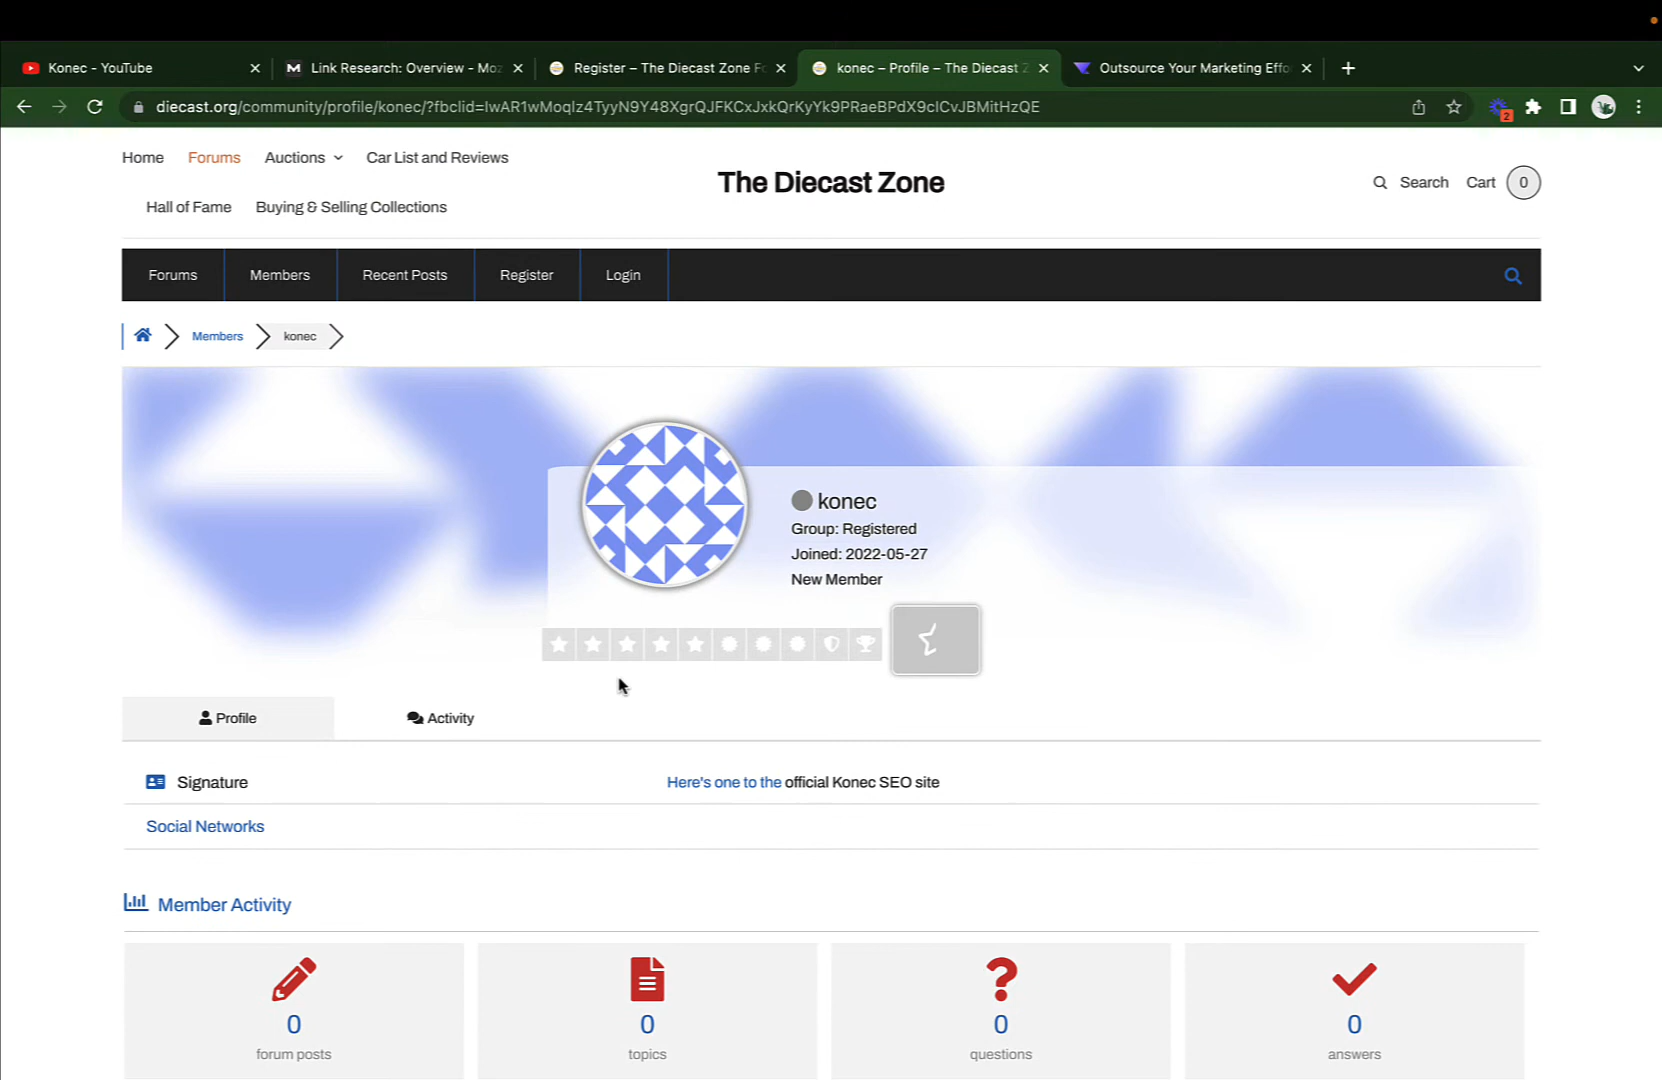 Konec - YouTube
Link Research: Overview - Moz
Register – The Diecast Zone Fo
konec – Profile – The Diecast Z
Outsource Your Marketing Effo
diecast.org/community/profile/konec/?fbclid=IwAR1wMoqIz4TyyN9Y48XgrQJFKCxJxkQrKyYk9PRaeBPdX9cICvJBMitHzQE
2
Home
Forums
Auctions
Car List and Reviews
Hall of Fame
Buying & Selling Collections
The Diecast Zone
Search
Cart
0
Forums
Members
Recent Posts
Register
Login
Members
konec
konec
Group: Registered
Joined: 2022-05-27
New Member
Profile
Activity
Signature
Here's one to the official Konec SEO site
Social Networks
Member Activity
0
forum posts
0
topics
0
questions
0
answers